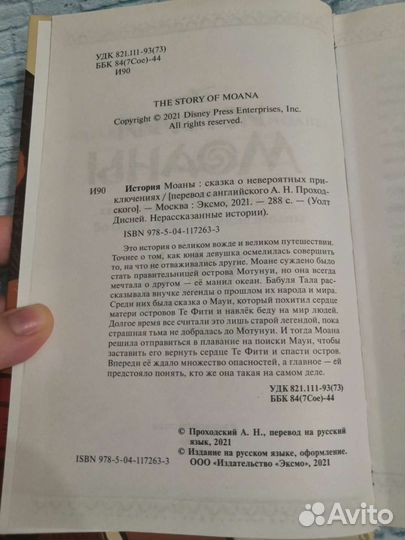 УДК 821.111-93(73)
ББК 84(7Сое)-44
И90
THE STORY OF MOANA
Copyright © 2021 Disney Press Enterprises, Inc.
All rights reserved.
МОАНЫ
И90 История Моаны : сказка о невероятных при-
ключениях / [перевод с английского А. Н. Проход-
ского]. — Москва : Эксмо, 2021. — 288 с. — (Уолт
Дисней. Нерассказанные истории).
ISBN 978-5-04-117263-3
Это история о великом вожде и великом путешествии.
Точнее о том, как юная девушка осмелилась совершить
то, на что не отваживались другие. Моане суждено было
стать правительницей острова Мотунуи, но она всегда
мечтала о другом — её манил океан. Бабуля Тала рас-
сказывала внучке легенды о прошлом их народа и мира.
Среди них была сказка о Мауи, который похитил сердце
матери островов Те Фити и навлёк беду на мир людей.
Долгое время все считали это лишь старой легендой, пока
страшная тьма не добралась до Мотунуи. И тогда Моана
решила отправиться в плавание на поиски Мауи, чтобы
заставить его вернуть сердце Те Фити и спасти остров.
Впереди её ждало множество опасностей, а главное — ей
предстояло понять, кто же она такая на самом деле.
УДК 821.111-93(73)
ББК 84(7Сое)-44
© Проходский А. Н., перевод на русский
язык, 2021
© Издание на русском языке, оформление.
ООО «Издательство «Эксмо», 2021
ISBN 978-5-04-117263-3
Avito